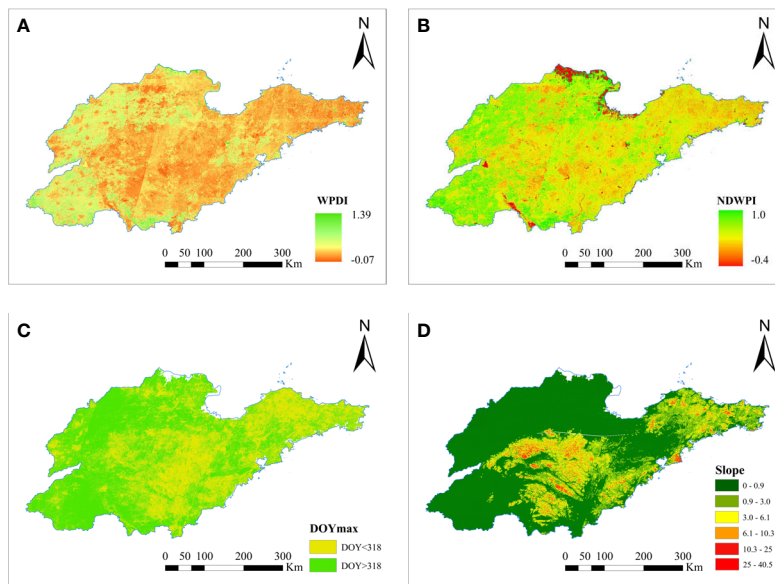 A
N
WPDI
1.39
-0.07
0 50 100 200 300
Km
B
N
NDWPI
1.0
-0.4
0 50 100 200 300
Km
C
N
DOYmax
DOY<318
DOY>318
0 50 100 200 300
Km
D
N
Slope
0 - 0.9
0.9 - 3.0
3.0 - 6.1
6.1 - 10.3
10.3 - 25
25 - 40.5
0 50 100 200 300
Km